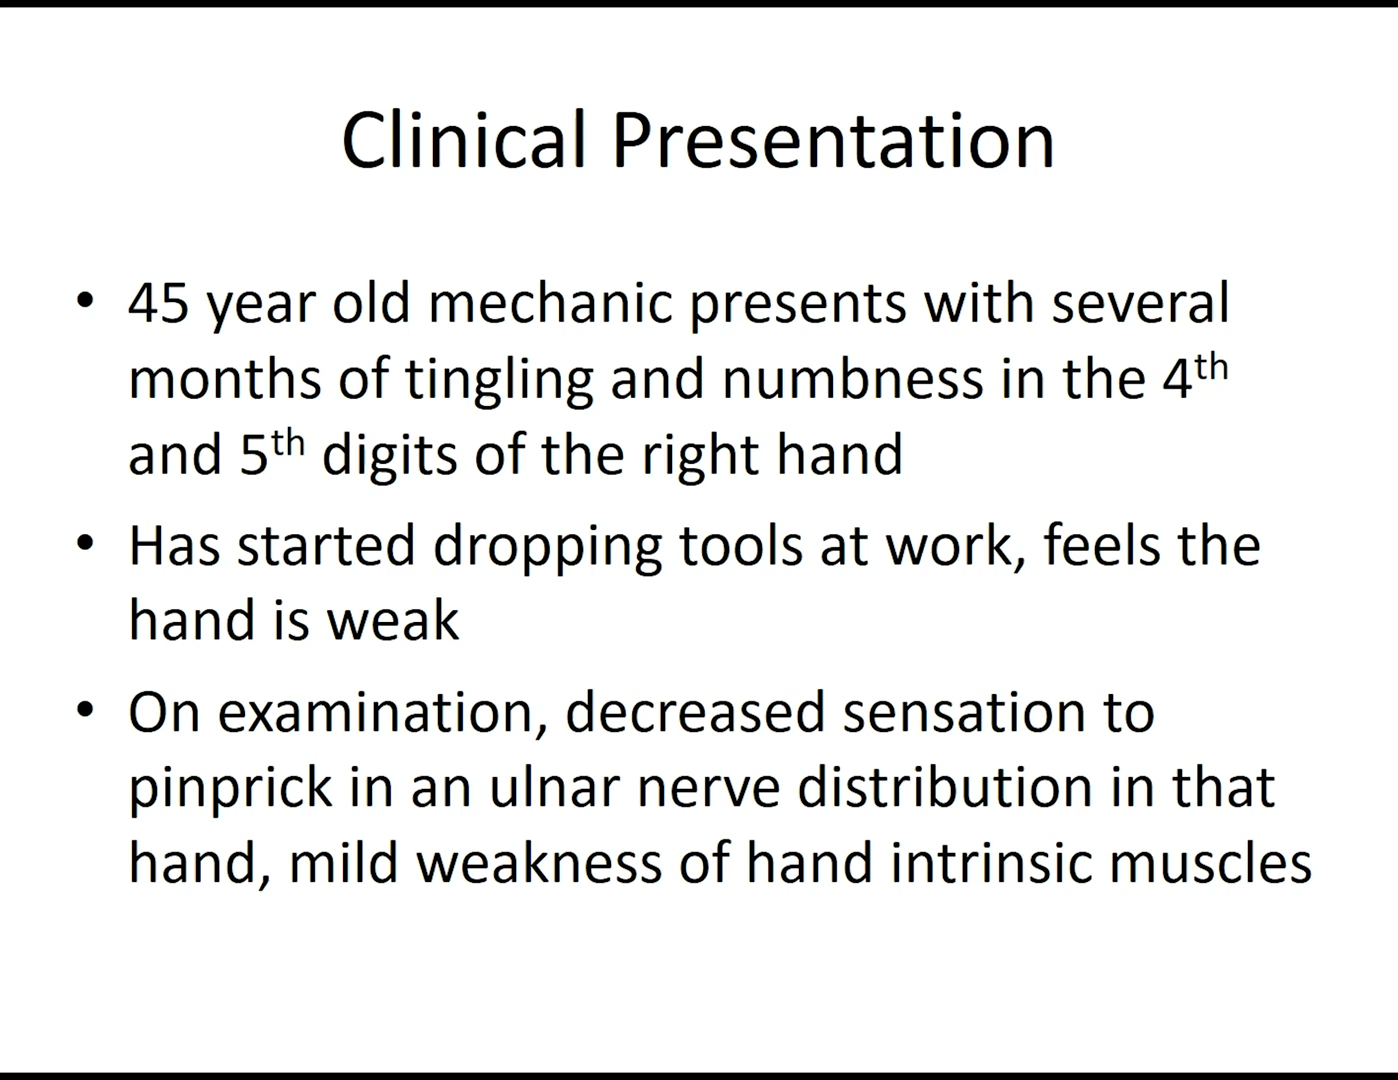 Clinical Presentation
• 45 year old mechanic presents with several
months of tingling and numbness in the 4th
and 5th digits of the right hand
• Has started dropping tools at work, feels the
hand is weak
• On examination, decreased sensation to
pinprick in an ulnar nerve distribution in that
hand, mild weakness of hand intrinsic muscles